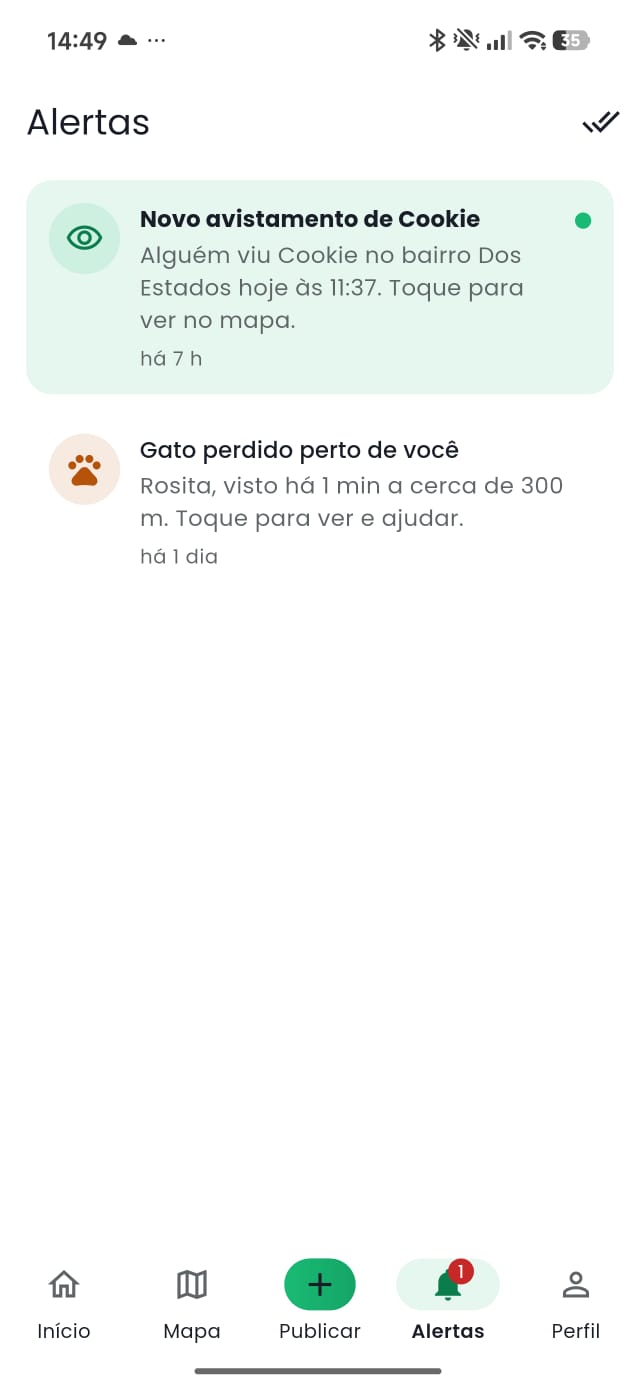 14:49
35
Alertas
Novo avistamento de Cookie
Alguém viu Cookie no bairro Dos
Estados hoje às 11:37. Toque para
ver no mapa.
há 7 h
Gato perdido perto de você
Rosita, visto há 1 min a cerca de 300
m. Toque para ver e ajudar.
há 1 dia
1
Início
Mapa
Publicar
Alertas
Perfil